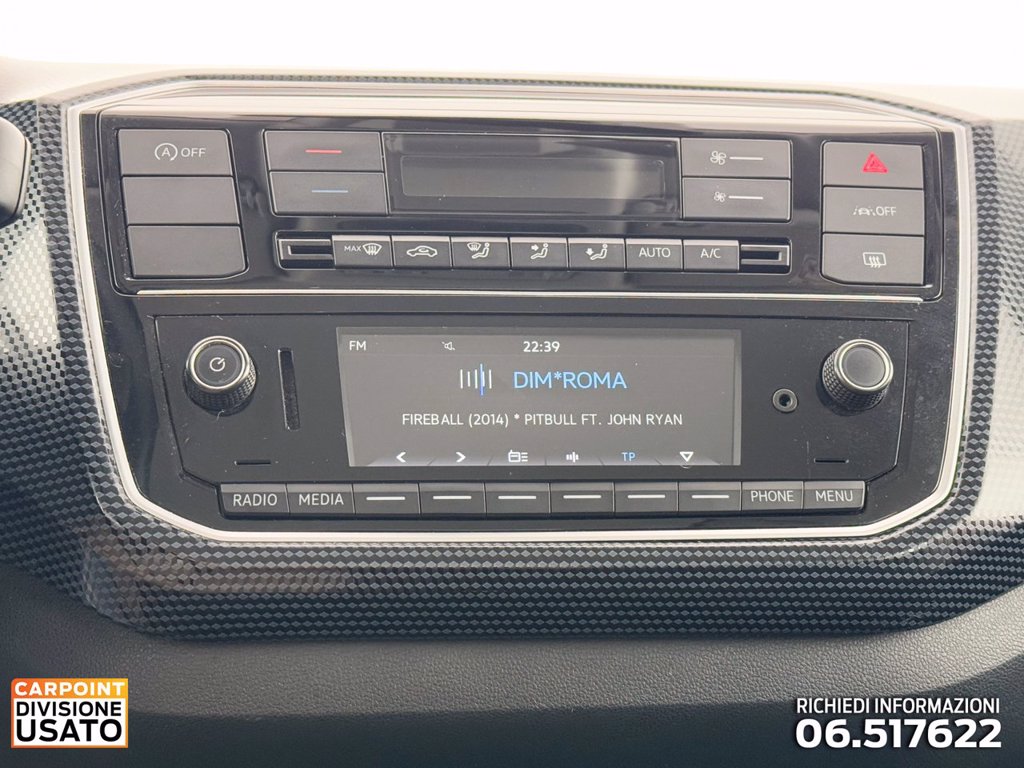 (A) OFF
OFF
MAX
AUTO
A/C
FM
22:39
DIM*ROMA
FIREBALL (2014) * PITBULL FT. JOHN RYAN
TP
RADIO
MEDIA
PHONE
MENU
CARPOINT
DIVISIONE
USATO
RICHIEDI INFORMAZIONI
06.517622